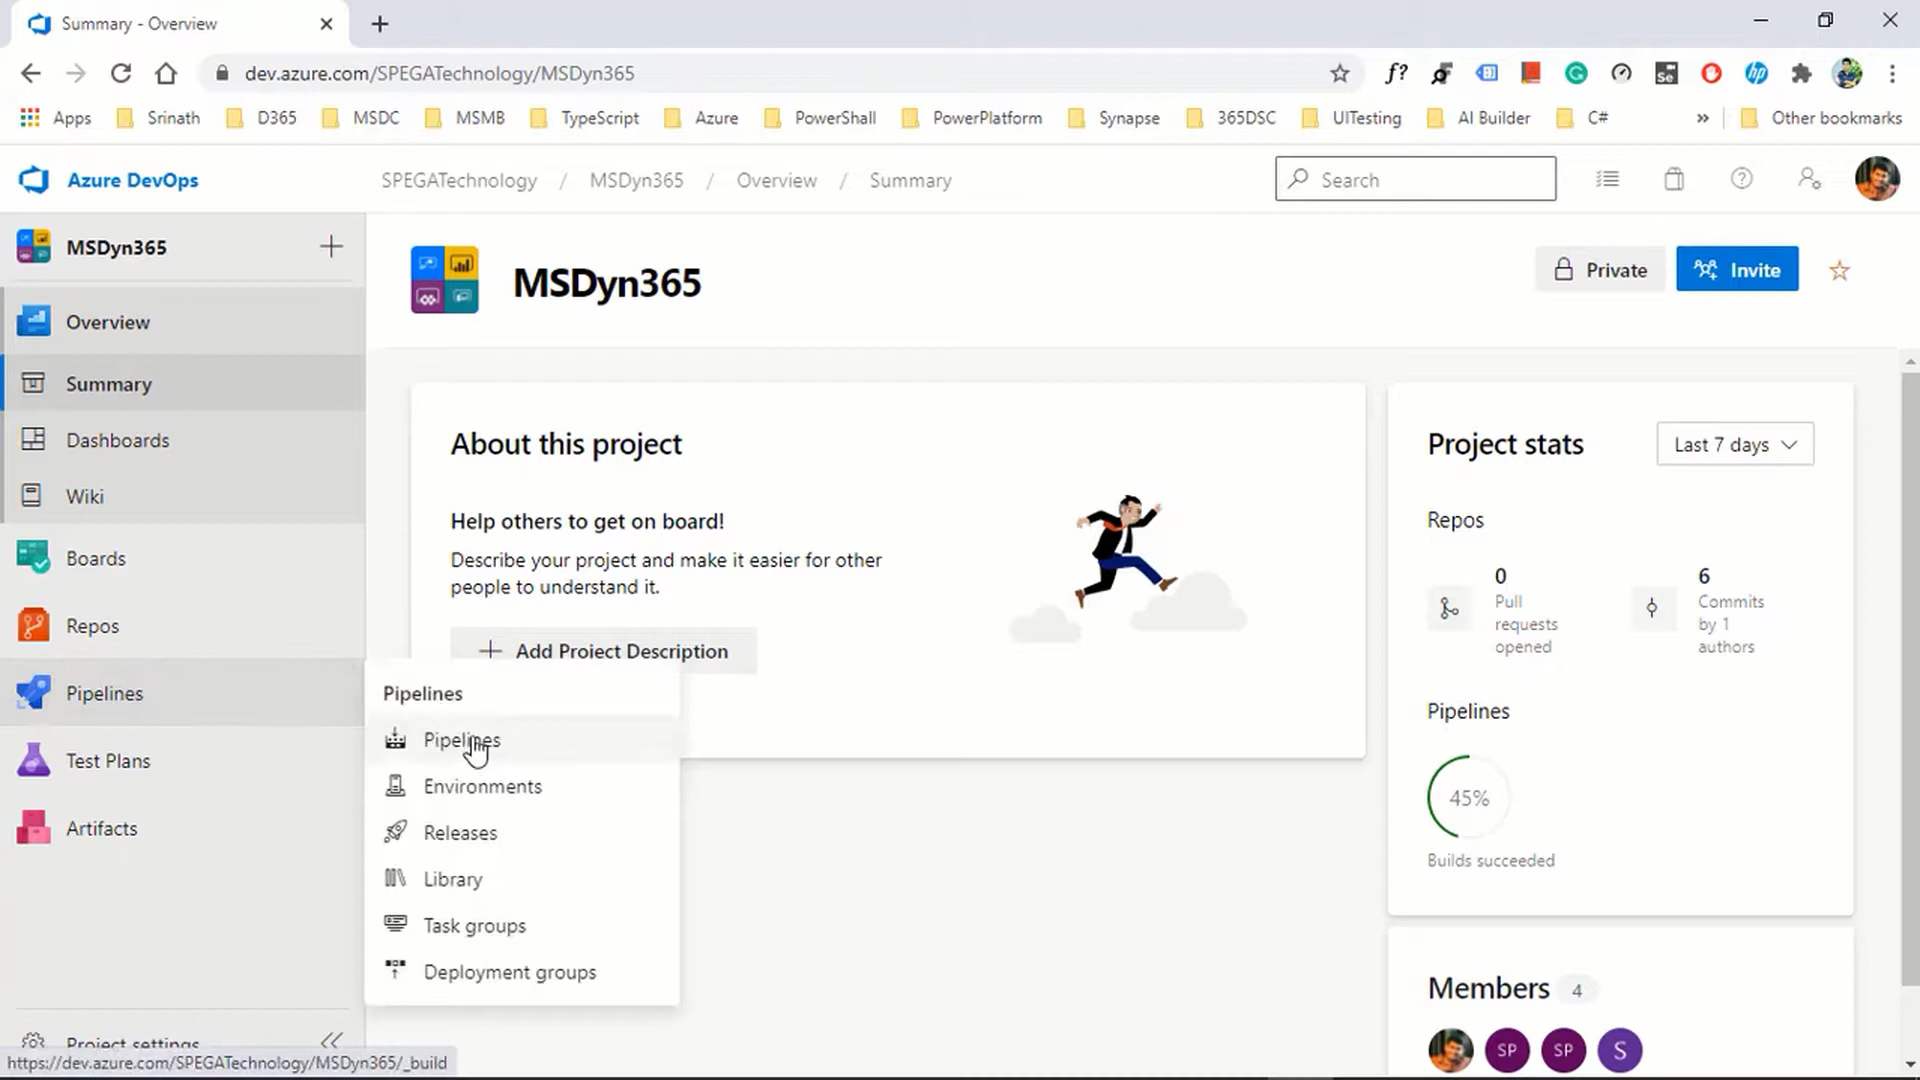 Summary - Overview
dev.azure.com/SPEGATechnology/MSDyn365
f?
Se
hp
Apps Srinath D365 MSDC MSMB TypeScript Azure PowerShall PowerPlatform Synapse 365DSC UITesting AI Builder C# » Other bookmarks
Azure DevOps
SPEGATechnology / MSDyn365 / Overview / Summary
Search
MSDyn365
MSDyn365
Private
Invite
Overview
Summary
Dashboards
Wiki
Boards
Repos
Pipelines
Test Plans
Artifacts
Project settings
About this project
Help others to get on board!
Describe your project and make it easier for other
people to understand it.
Add Project Description
Pipelines
Pipelines
Environments
Releases
Library
Task groups
Deployment groups
Project stats
Last 7 days
Repos
0
Pull
requests
opened
6
Commits
by 1
authors
Pipelines
45%
Builds succeeded
Members 4
SP
SP
S
https://dev.azure.com/SPEGATechnology/MSDyn365/_build